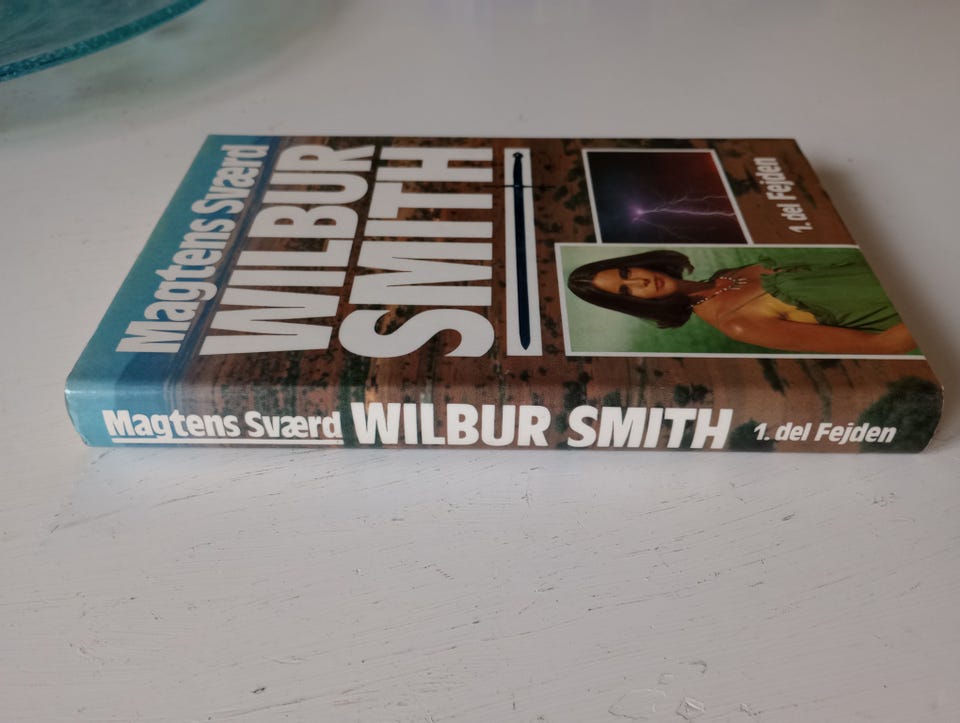 Magtens Sværd
WILBUR
SMITH
1. del Fejden
Magtens Sværd WILBUR SMITH 1. del Fejden